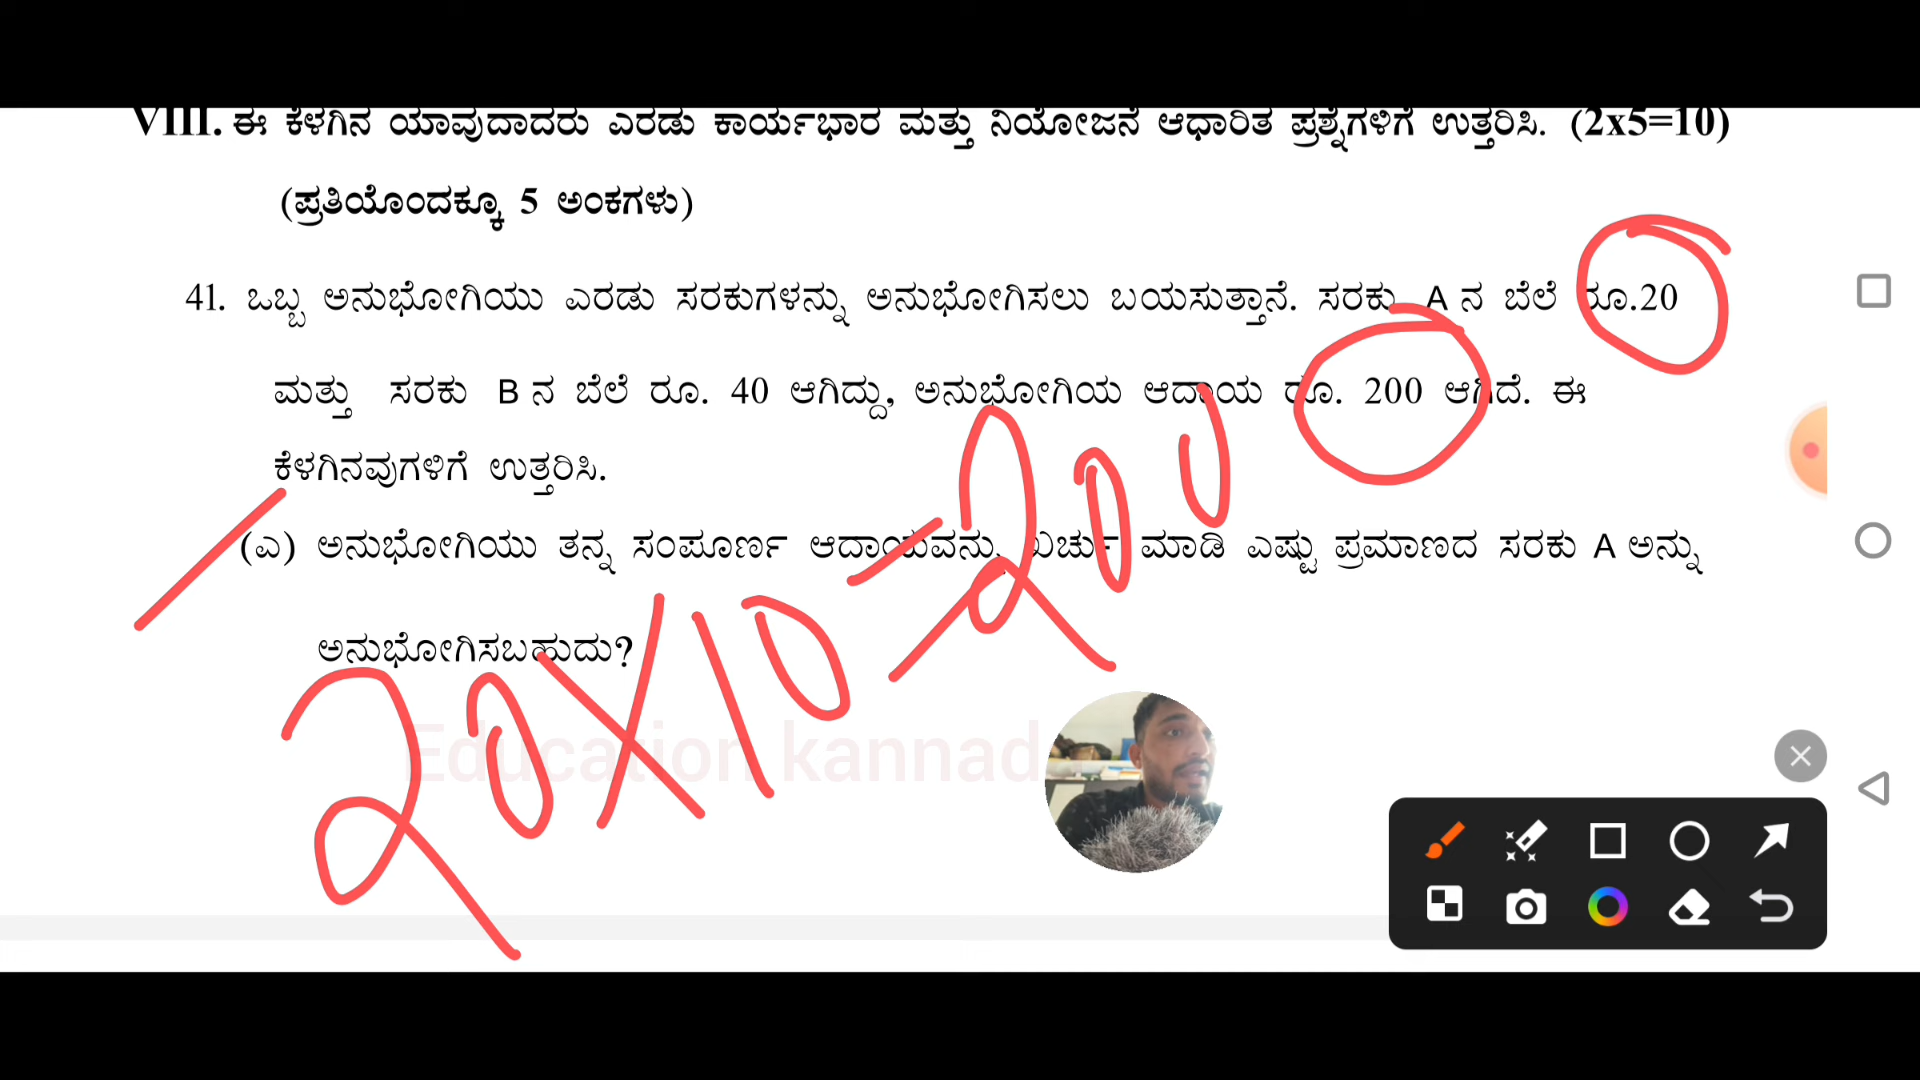 VIII. ಈ ಕೆಳಗಿನ ಯಾವುದಾದರು ಎರಡು ಕಾರ್ಯಭಾರ ಮತ್ತು ನಿಯೋಜನೆ ಆಧಾರಿತ ಪ್ರಶ್ನೆಗಳಿಗೆ ಉತ್ತರಿಸಿ. (2x5=10)
(ಪ್ರತಿಯೊಂದಕ್ಕೂ 5 ಅಂಕಗಳು)
41. ಒಬ್ಬ ಅನುಭೋಗಿಯು ಎರಡು ಸರಕುಗಳನ್ನು ಅನುಭೋಗಿಸಲು ಬಯಸುತ್ತಾನೆ. ಸರಕು A ನ ಬೆಲೆ ರೂ.20
ಮತ್ತು ಸರಕು B ನ ಬೆಲೆ ರೂ. 40 ಆಗಿದ್ದು, ಅನುಭೋಗಿಯ ಆದಾಯ ರೂ. 200 ಆಗಿದೆ. ಈ
ಕೆಳಗಿನವುಗಳಿಗೆ ಉತ್ತರಿಸಿ.
(ಎ) ಅನುಭೋಗಿಯು ತನ್ನ ಸಂಪೂರ್ಣ ಆದಾಯವನ್ನು ಖರ್ಚು ಮಾಡಿ ಎಷ್ಟು ಪ್ರಮಾಣದ ಸರಕು A ಅನ್ನು
ಅನುಭೋಗಿಸಬಹುದು?
20X10=200
Education kannad